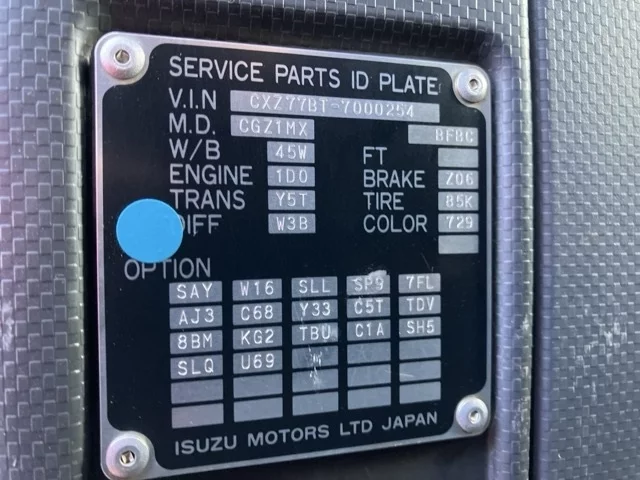 SERVICE PARTS ID PLATE
V.I.N CXZ77BT-7000254
M.D. CGZ1MX 8F8C
W/B 45W FT
ENGINE 1D0 BRAKE Z06
TRANS Y5T TIRE 85K
DIFF W3B COLOR 729
OPTION
SAY W16 SLL SP9 7FL
AJ3 C68 Y33 C5T TDV
8BM KG2 TBU C1A SH5
SLQ U69
ISUZU MOTORS LTD JAPAN